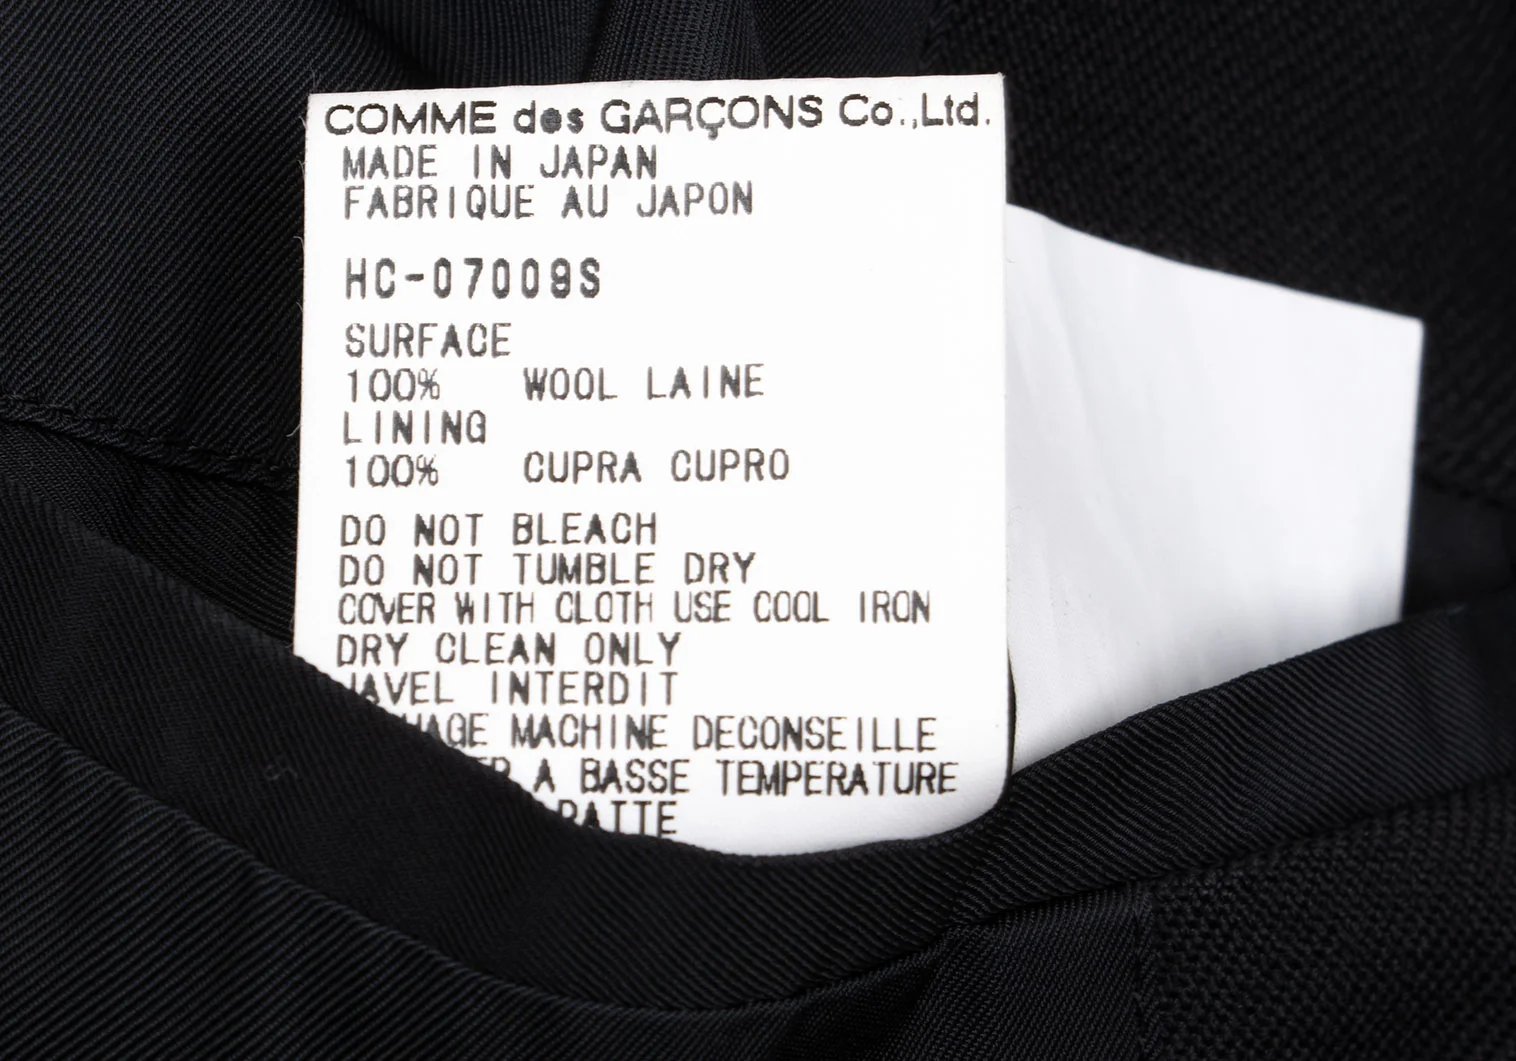 COMME des GARÇONS Co.,Ltd.
MADE IN JAPAN
FABRIQUE AU JAPON
HC-07009S
SURFACE
100% WOOL LAINE
LINING
100% CUPRA CUPRO
DO NOT BLEACH
DO NOT TUMBLE DRY
COVER WITH CLOTH USE COOL IRON
DRY CLEAN ONLY
JAVEL INTERDIT
MACHINE DECONSEILLE
A BASSE TEMPERATURE